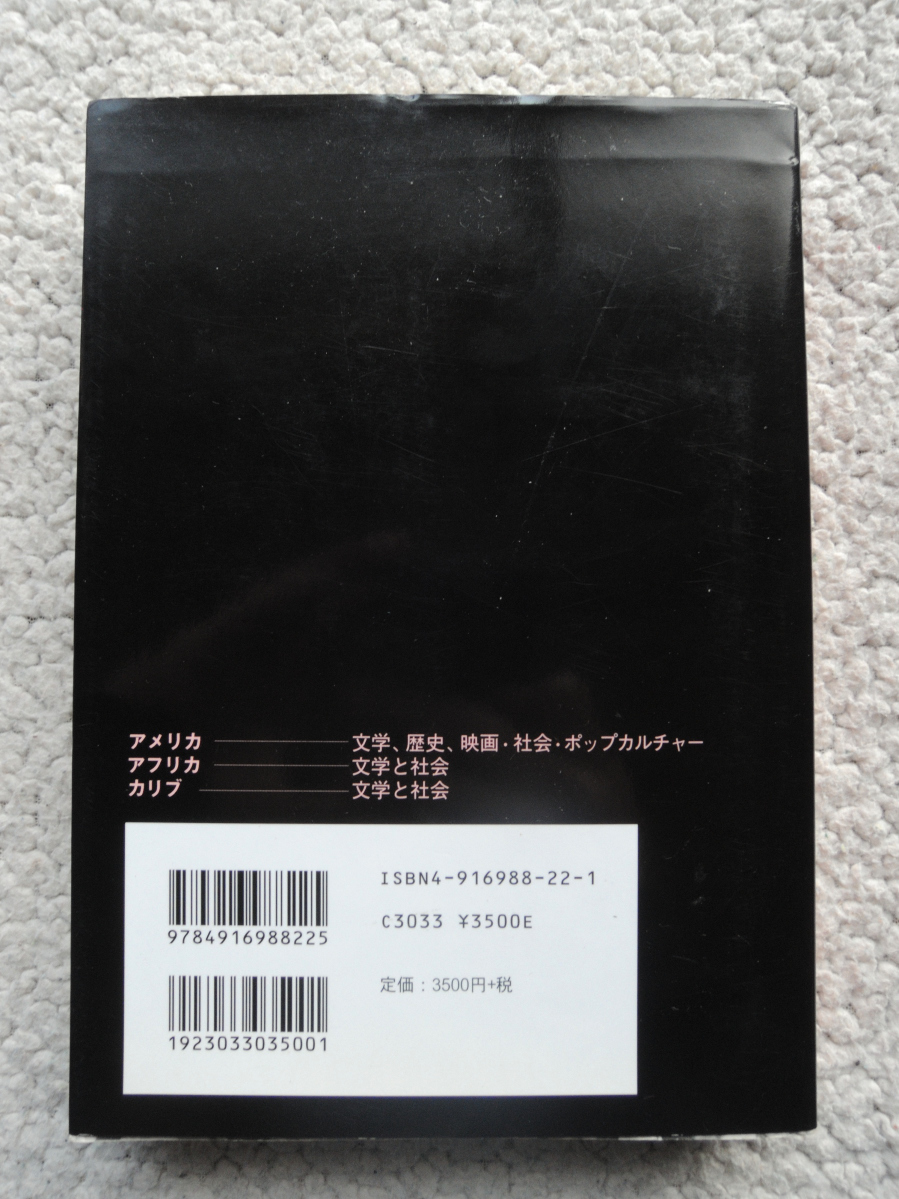 アメリカ ―――― 文学、歴史、映画・社会・ポップカルチャー
アフリカ ―――― 文学と社会
カリブ ―――― 文学と社会
ISBN4-916988-22-1
9784916988225
C3033 ¥3500E
定価：3500円+税
1923033035001